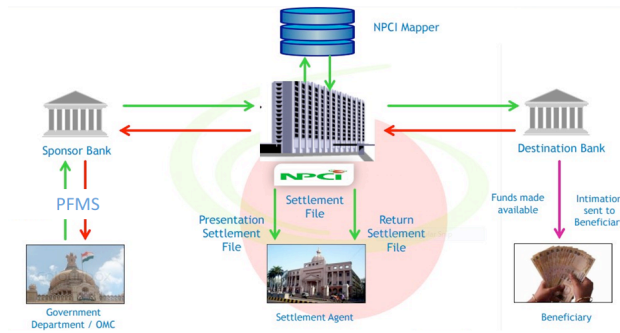 NPCI Mapper
Sponsor Bank
Destination Bank
NPCI
PFMS
Settlement
File
Presentation
Settlement
File
Return
Settlement
File
Funds made
available
Intimation
sent to
Beneficiar
Government
Department / OMC
Settlement Agent
Beneficiary